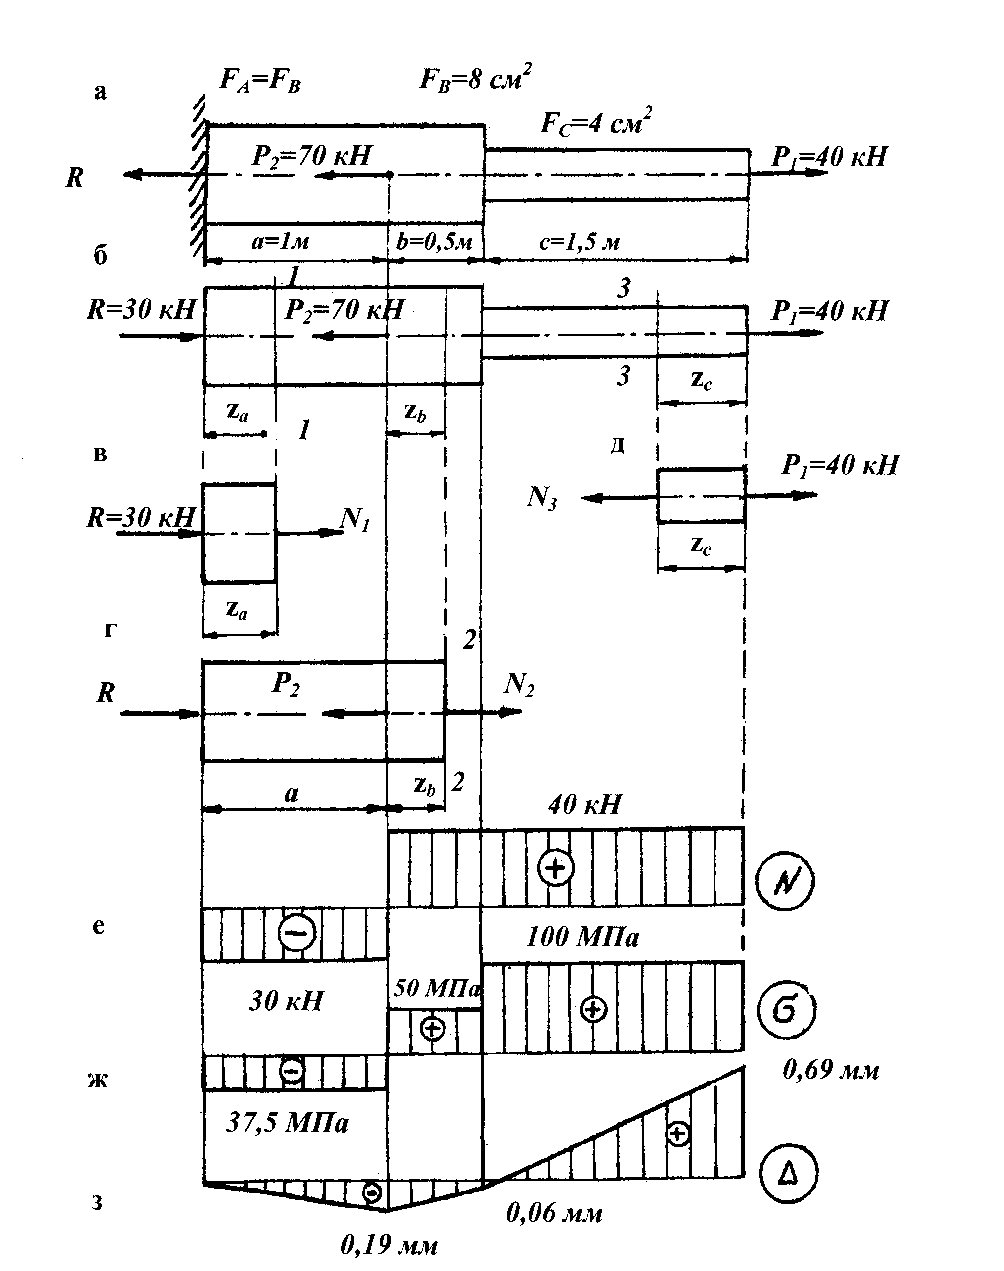 а
F_A=F_B
F_B=8 см²
F_C=4 см²
P₂=70 кН
P₁=40 кН
R
a=1м
b=0,5м
c=1,5 м
б
1
3
R=30 кН
P₂=70 кН
P₁=40 кН
3
z_a
1
z_b
z_c
в
д
P₁=40 кН
N₃
R=30 кН
N₁
z_c
z_a
г
2
R
P₂
N₂
a
z_b
2
40 кН
+
N
е
−
100 МПа
30 кН
50 МПа
+
+
σ
ж
−
0,69 мм
37,5 МПа
+
Δ
з
−
0,06 мм
0,19 мм